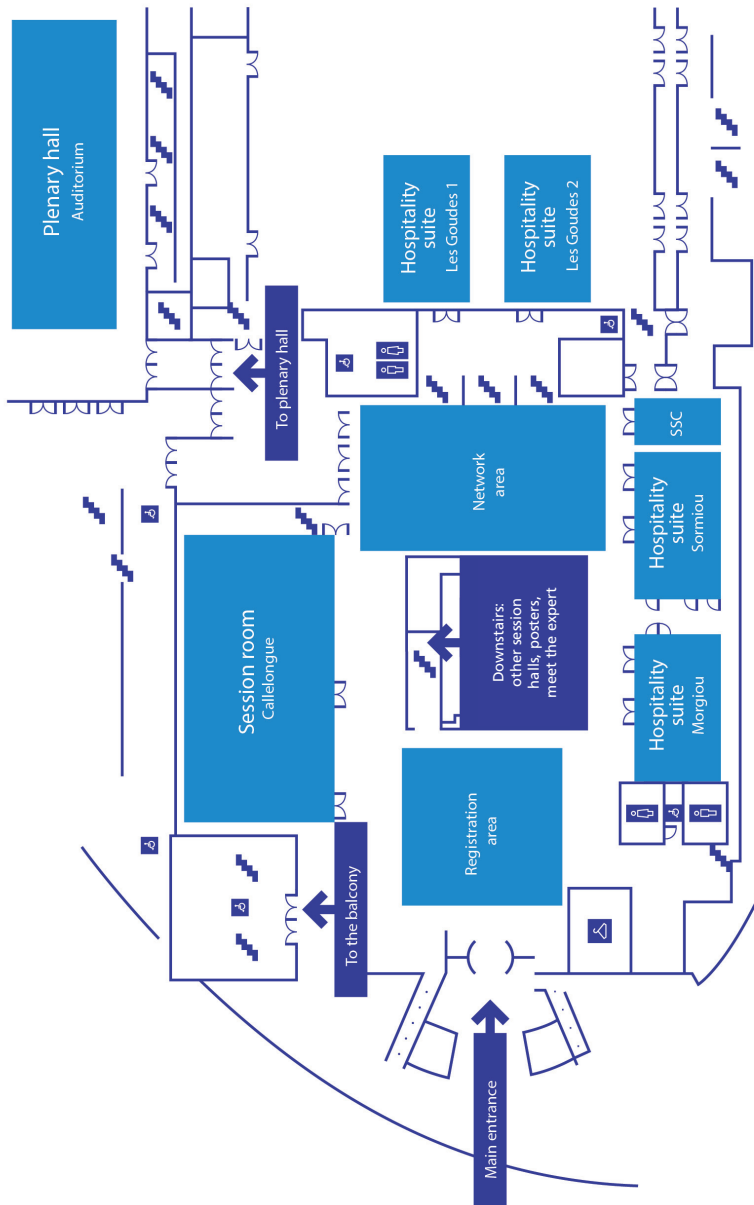 Plenary hall
Auditorium
To plenary hall
Hospitality
suite
Les Goudes 1
Hospitality
suite
Les Goudes 2
Session room
Callelongue
Network
area
SSC
Hospitality
suite
Sormiou
Downstairs:
other session
halls, posters,
meet the expert
Hospitality
suite
Morgiou
Registration
area
To the balcony
Main entrance